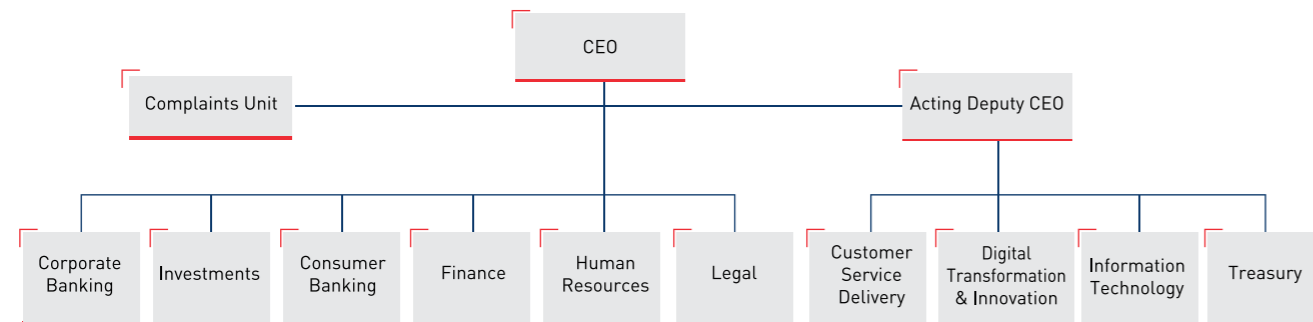 CEO
Complaints Unit
Acting Deputy CEO
Corporate
Banking
Investments
Consumer
Banking
Finance
Human
Resources
Legal
Customer
Service
Delivery
Digital
Transformation
& Innovation
Information
Technology
Treasury